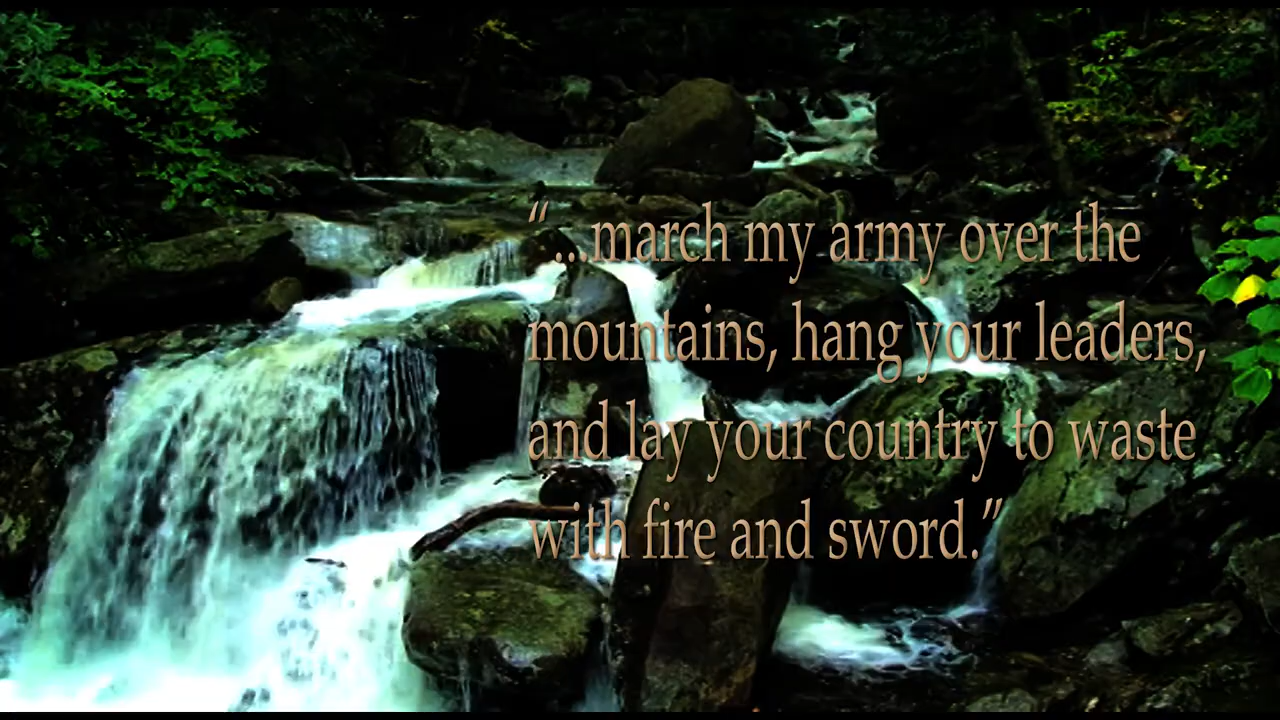 “...march my army over the
mountains, hang your leaders,
and lay your country to waste
with fire and sword.”